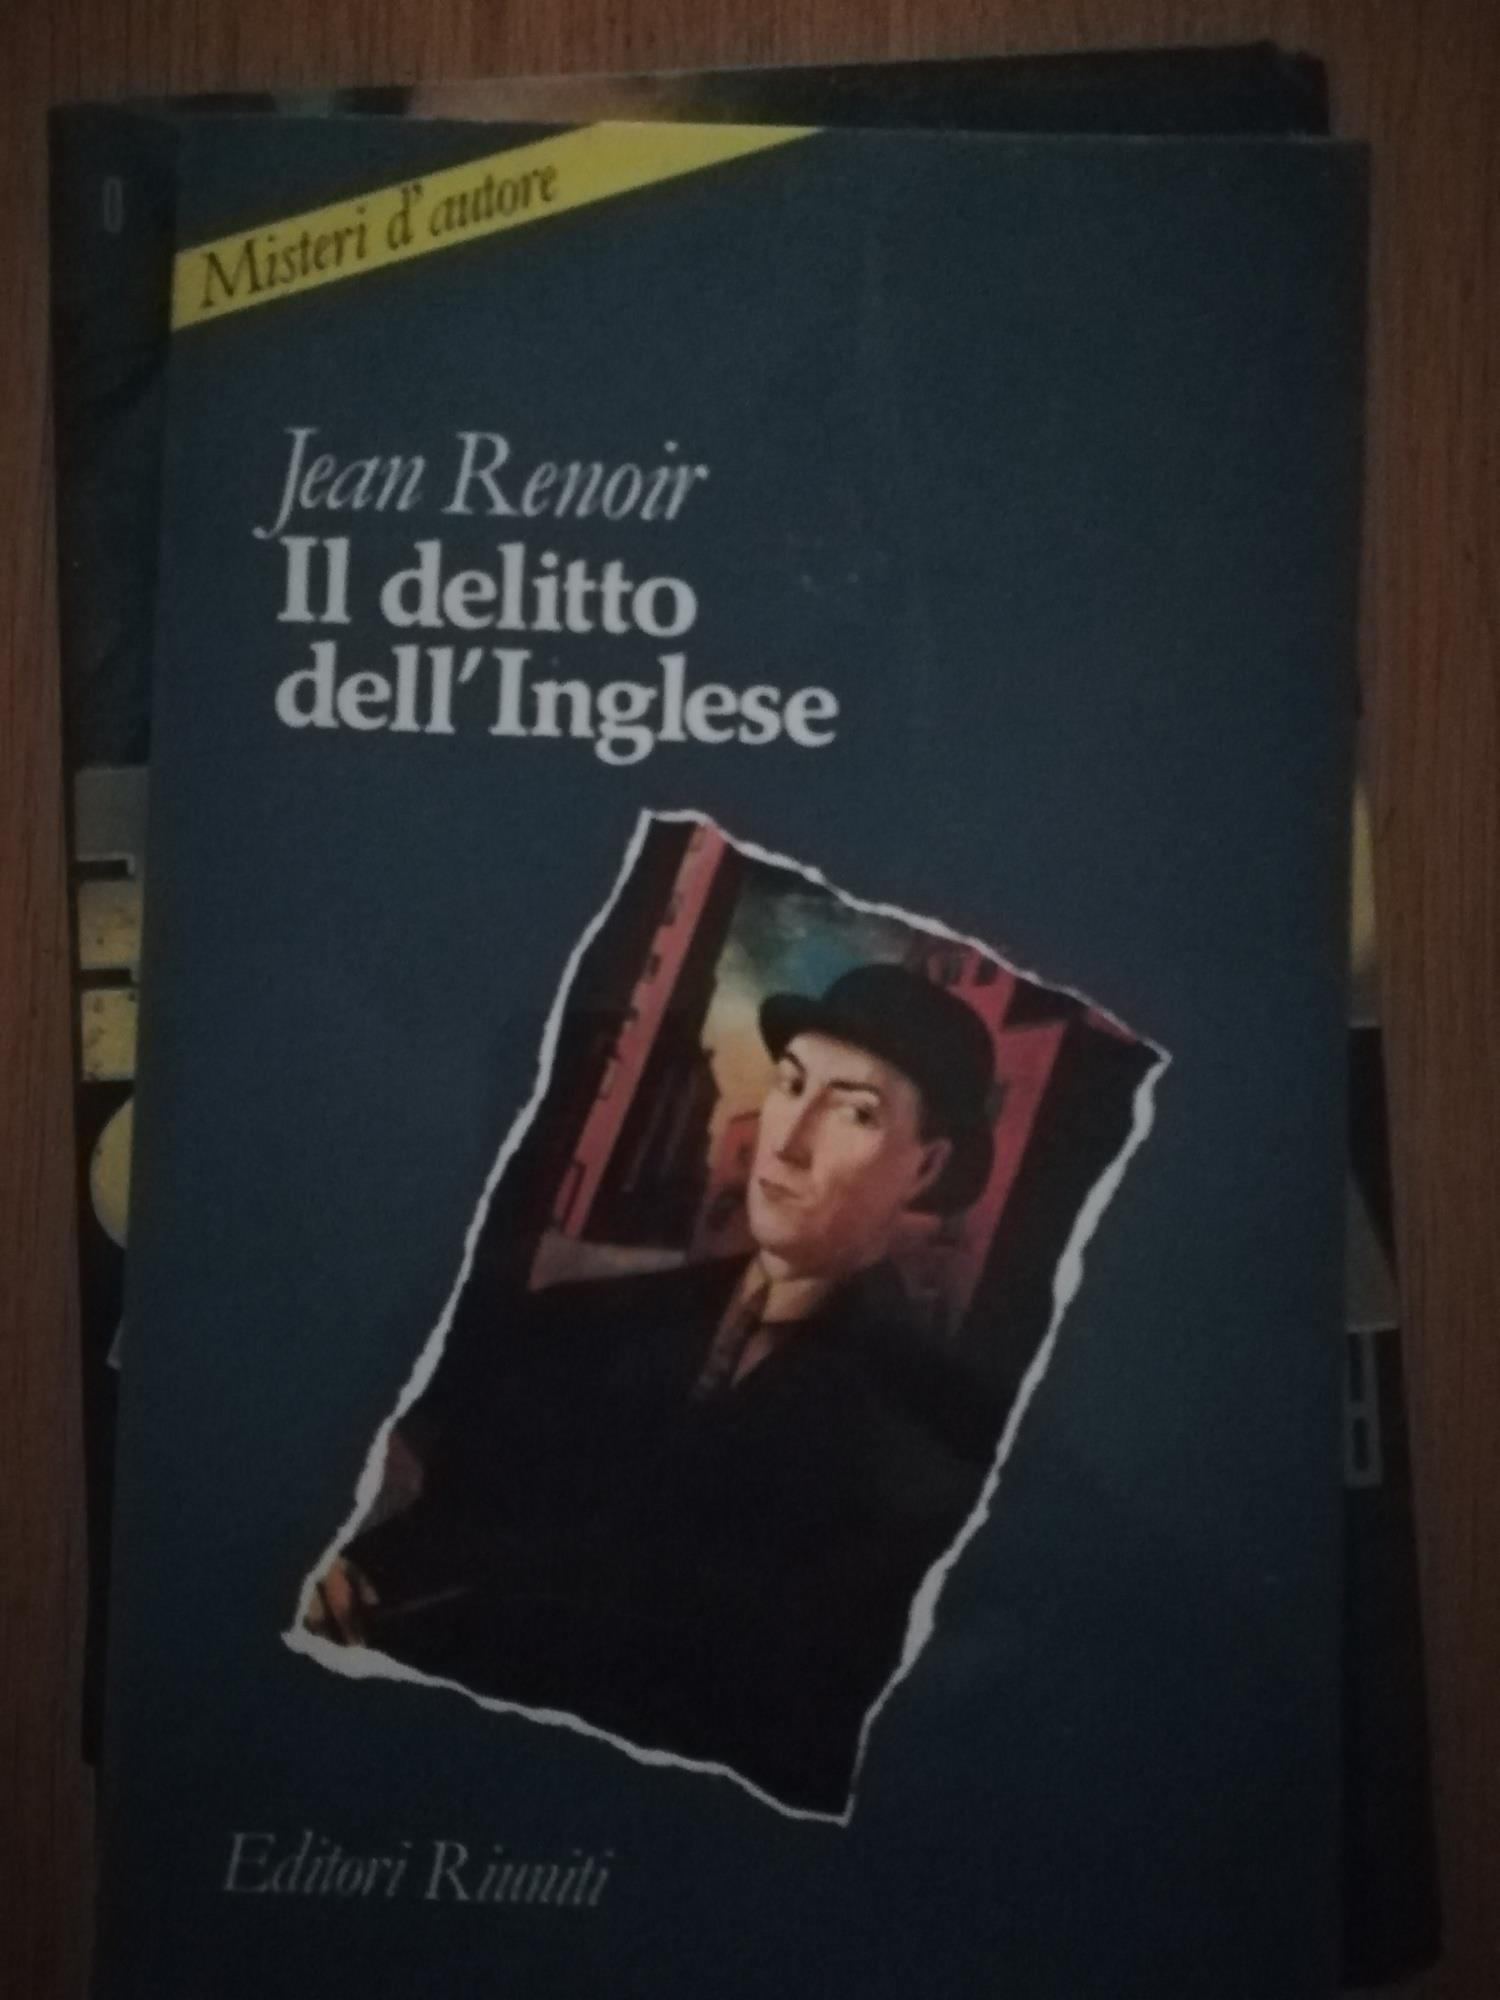 Misteri d'autore
Jean Renoir
Il delitto
dell'Inglese
Editori Riuniti